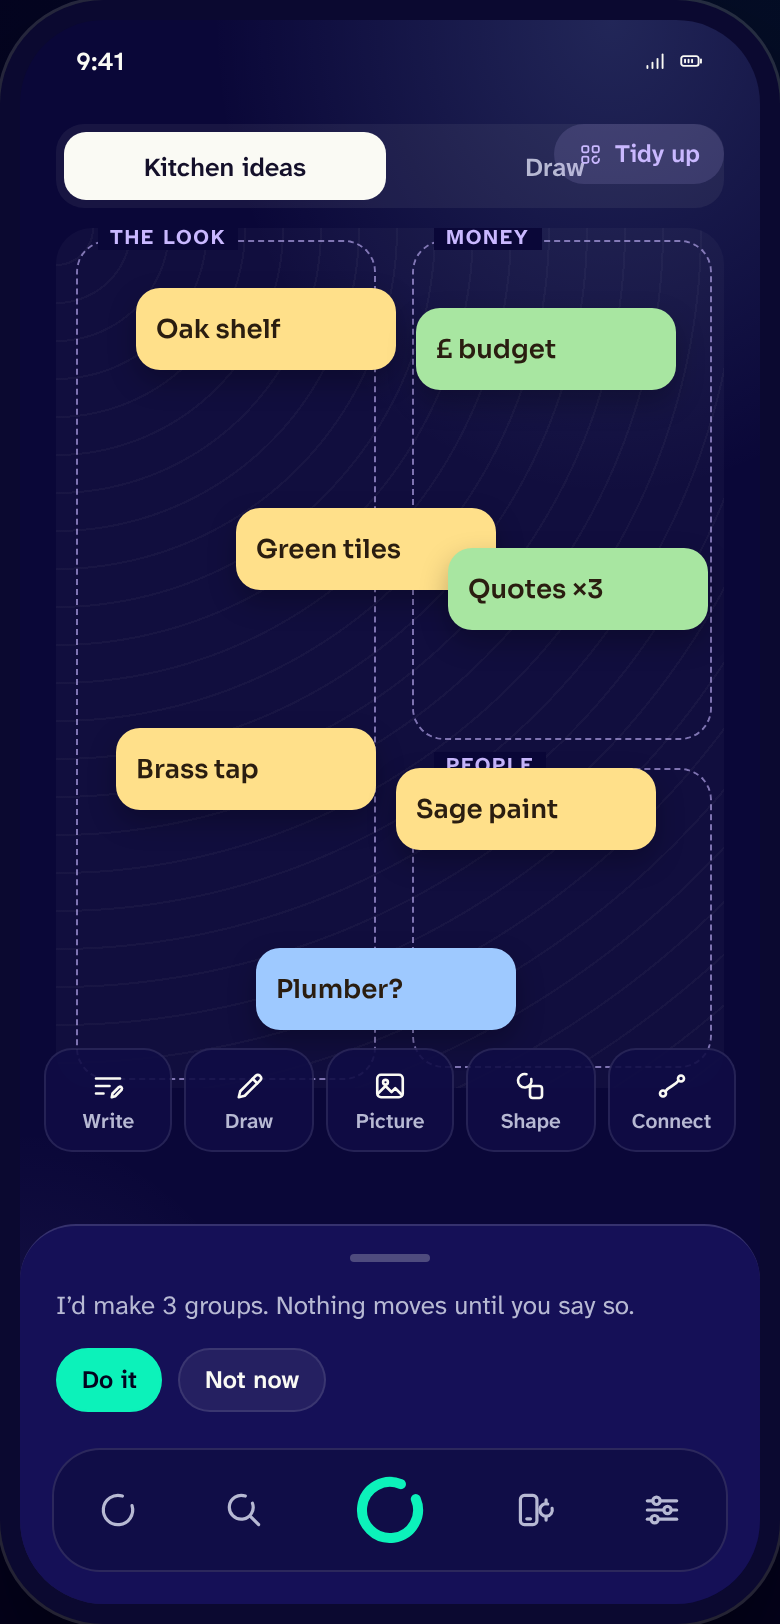 9:41
Kitchen ideas
Draw
Tidy up
THE LOOK
MONEY
Oak shelf
£ budget
Green tiles
Quotes ×3
Brass tap
PEOPLE
Sage paint
Plumber?
Write
Draw
Picture
Shape
Connect
I’d make 3 groups. Nothing moves until you say so.
Do it
Not now